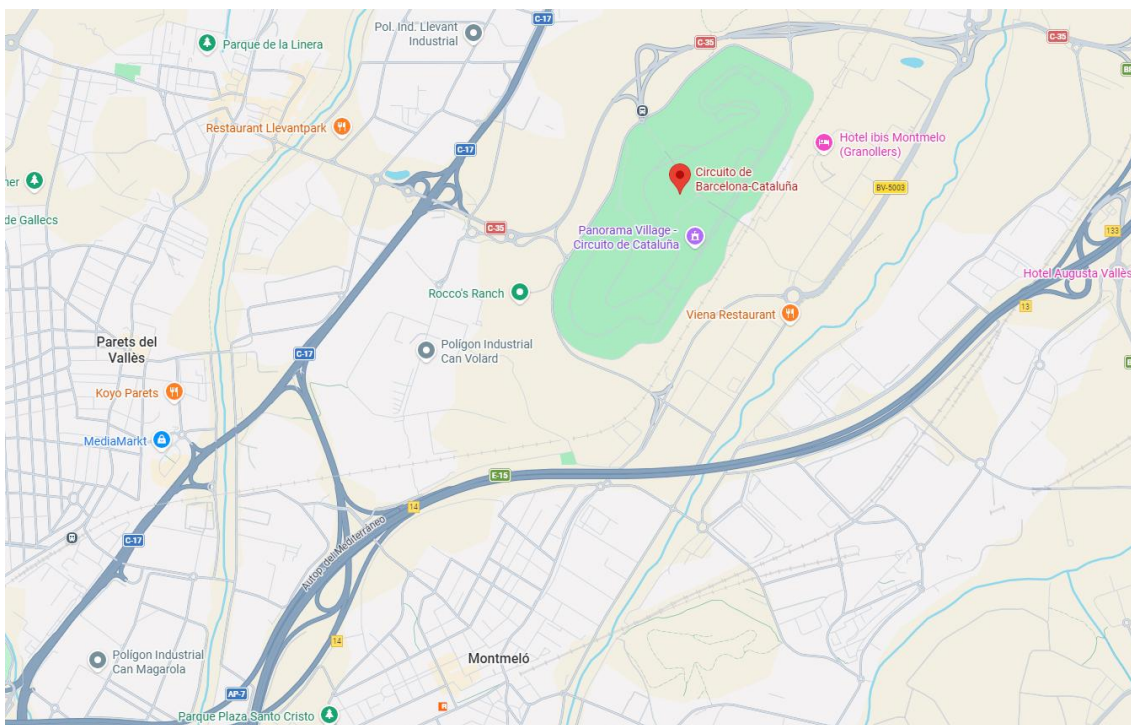 C-17
Pol. Ind. Llevant
Industrial
C-35
C-35
Parque de la Linera
Restaurant Llevantpark
C-17
Hotel ibis Montmelo
(Granollers)
Circuito de
Barcelona-Cataluña
BV-5003
ner
de Gallecs
C-35
Panorama Village -
Circuito de Cataluña
133
Hotel Augusta Vallès
Rocco's Ranch
13
Viena Restaurant
Parets del
Vallès
Polígon Industrial
Can Volard
C-17
Koyo Parets
MediaMarkt
E-15
14
Autop. del Mediterráneo
C-17
14
Polígon Industrial
Can Magarola
Montmeló
AP-7
C-17
Parque Plaza Santo Cristo